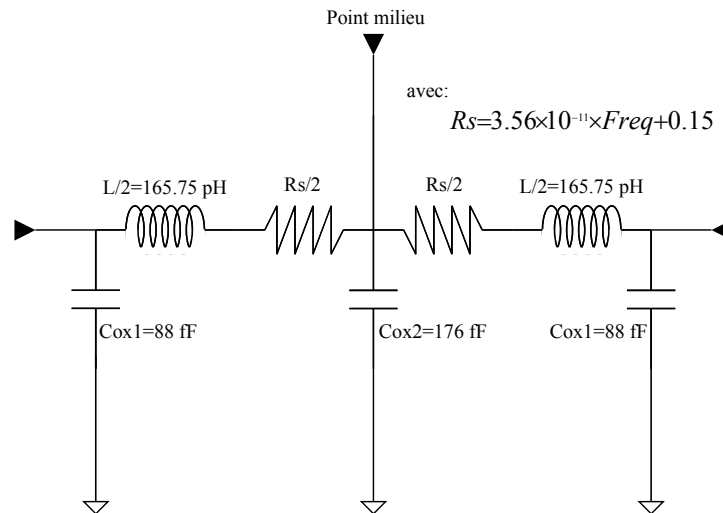 Point milieu
avec:
Rs=3.56×10⁻¹¹×Freq+0.15
L/2=165.75 pH
Rs/2
Rs/2
L/2=165.75 pH
Cox1=88 fF
Cox2=176 fF
Cox1=88 fF